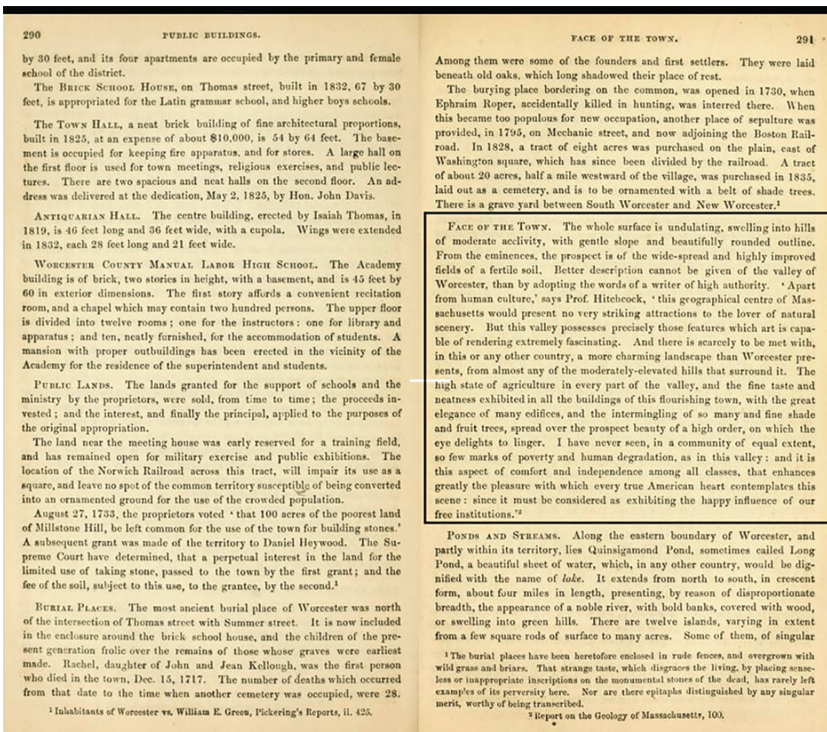 290
PUBLIC BUILDINGS.
by 30 feet, and its four apartments are occupied by the primary and female
school of the district.
The BRICK SCHOOL HOUSE, on Thomas street, built in 1832, 67 by 30
feet, is appropriated for the Latin grammar school, and higher boys schools.
The TOWN HALL, a neat brick building of fine architectural proportions,
built in 1825, at an expense of about $10,000, is 54 by 64 feet. The base-
ment is occupied for keeping fire apparatus, and for stores. A large hall on
the first floor is used for town meetings, religious exercises, and public lec-
tures. There are two spacious and neat halls on the second floor. An ad-
dress was delivered at the dedication, May 2, 1825, by Hon. John Davis.
ANTIQUARIAN HALL. The centre building, erected by Isaiah Thomas, in
1819, is 46 feet long and 36 feet wide, with a cupola. Wings were extended
in 1832, each 28 feet long and 21 feet wide.
WORCESTER COUNTY MANUAL LABOR HIGH SCHOOL. The Academy
building is of brick, two stories in height, with a basement, and is 45 feet by
60 in exterior dimensions. The first story affords a convenient recitation
room, and a chapel which may contain two hundred persons. The upper floor
is divided into twelve rooms; one for the instructors: one for library and
apparatus; and ten, neatly furnished, for the accommodation of students. A
mansion with proper outbuildings has been erected in the vicinity of the
Academy for the residence of the superintendent and students.
PUBLIC LANDS. The lands granted for the support of schools and the
ministry by the proprietors, were sold, from time to time; the proceeds in-
vested; and the interest, and finally the principal, applied to the purposes of
the original appropriation.
The land near the meeting house was early reserved for a training field,
and has remained open for military exercise and public exhibitions. The
location of the Norwich Railroad across this tract, will impair its use as a
square, and leave no spot of the common territory susceptible of being converted
into an ornamented ground for the use of the crowded population.
August 27, 1733, the proprietors voted 'that 100 acres of the poorest land
of Millstone Hill, be left common for the use of the town for building stones.'
A subsequent grant was made of the territory to Daniel Heywood. The Su-
preme Court have determined, that a perpetual interest in the land for the
limited use of taking stone, passed to the town by the first grant; and the
fee of the soil, subject to this use, to the grantee, by the second.¹
BURIAL PLACES. The most ancient burial place of Worcester was north
of the intersection of Thomas street with Summer street. It is now included
in the enclosure around the brick school house, and the children of the pre-
sent generation frolic over the remains of those whose graves were earliest
made. Rachel, daughter of John and Jean Kellough, was the first person
who died in the town, Dec. 15, 1717. The number of deaths which occurred
from that date to the time when another cemetery was occupied, were 28.
¹ Inhabitants of Worcester vs. William E. Green, Pickering's Reports, ii. 425.
FACE OF THE TOWN.
291
Among them were some of the founders and first settlers. They were laid
beneath old oaks, which long shadowed their place of rest.
The burying place bordering on the common, was opened in 1730, when
Ephraim Roper, accidentally killed in hunting, was interred there. When
this became too populous for new occupation, another place of sepulture was
provided, in 1795, on Mechanic street, and now adjoining the Boston Rail-
road. In 1828, a tract of eight acres was purchased on the plain, east of
Washington square, which has since been divided by the railroad. A tract
of about 20 acres, half a mile westward of the village, was purchased in 1835,
laid out as a cemetery, and is to be ornamented with a belt of shade trees.
There is a grave yard between South Worcester and New Worcester.¹
FACE OF THE TOWN. The whole surface is undulating, swelling into hills
of moderate acclivity, with gentle slope and beautifully rounded outline.
From the eminences, the prospect is of the wide-spread and highly improved
fields of a fertile soil. Better description cannot be given of the valley of
Worcester, than by adopting the words of a writer of high authority. 'Apart
from human culture,' says Prof. Hitchcock, 'this geographical centre of Mas-
sachusetts would present no very striking attractions to the lover of natural
scenery. But this valley possesses precisely those features which art is capa-
ble of rendering extremely fascinating. And there is scarcely to be met with,
in this or any other country, a more charming landscape than Worcester pre-
sents, from almost any of the moderately-elevated hills that surround it. The
high state of agriculture in every part of the valley, and the fine taste and
neatness exhibited in all the buildings of this flourishing town, with the great
elegance of many edifices, and the intermingling of so many and fine shade
and fruit trees, spread over the prospect beauty of a high order, on which the
eye delights to linger. I have never seen, in a community of equal extent,
so few marks of poverty and human degradation, as in this valley: and it is
this aspect of comfort and independence among all classes, that enhances
greatly the pleasure with which every true American heart contemplates this
scene: since it must be considered as exhibiting the happy influence of our
free institutions.'²
PONDS AND STREAMS. Along the eastern boundary of Worcester, and
partly within its territory, lies Quinsigamond Pond, sometimes called Long
Pond, a beautiful sheet of water, which, in any other country, would be dig-
nified with the name of lake. It extends from north to south, in crescent
form, about four miles in length, presenting, by reason of disproportionate
breadth, the appearance of a noble river, with bold banks, covered with wood,
or swelling into green hills. There are twelve islands, varying in extent
from a few square rods of surface to many acres. Some of them, of singular
¹ The burial places have been heretofore enclosed in rude fences, and overgrown with
wild grass and briars. That strange taste, which disgraces the living, by placing sense-
less or inappropriate inscriptions on the monumental stones of the dead, has rarely left
examples of its perversity here. Nor are there epitaphs distinguished by any singular
merit, worthy of being transcribed.
² Report on the Geology of Massachusetts, 100.